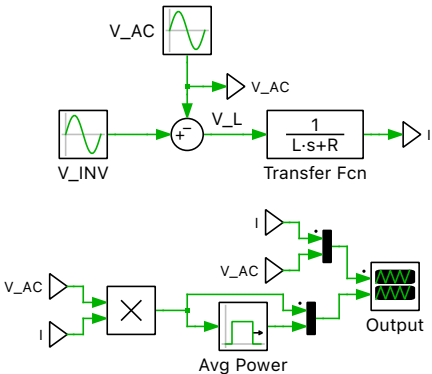 V_AC
V_AC
V_INV
+
−
V_L
1
L·s+R
Transfer Fcn
I
I
V_AC
V_AC
I
×
Avg Power
Output